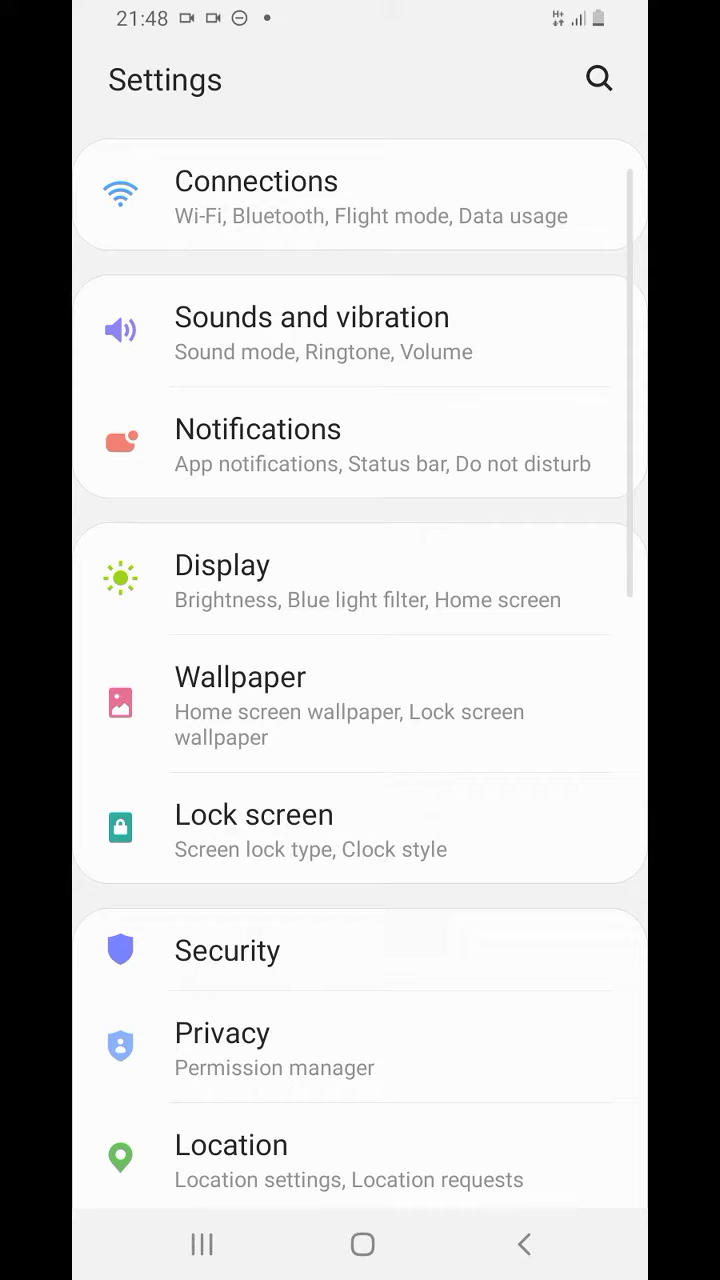 21:48
H+
Settings
Connections
Wi-Fi, Bluetooth, Flight mode, Data usage
Sounds and vibration
Sound mode, Ringtone, Volume
Notifications
App notifications, Status bar, Do not disturb
Display
Brightness, Blue light filter, Home screen
Wallpaper
Home screen wallpaper, Lock screen
wallpaper
Lock screen
Screen lock type, Clock style
Security
Privacy
Permission manager
Location
Location settings, Location requests